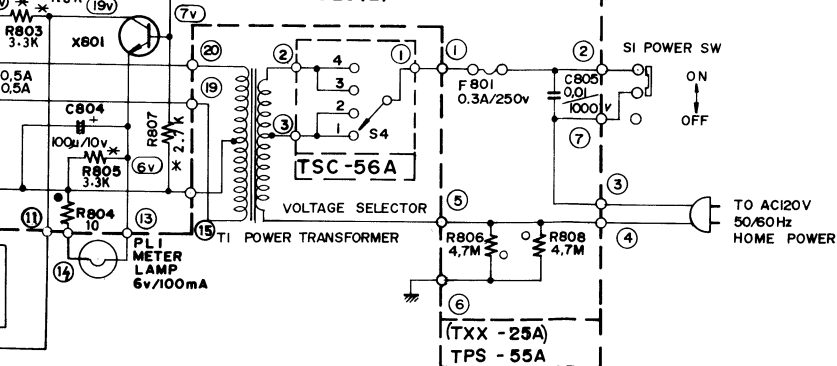 19v
7v
R803
3.3K
X801
20
2
4
1
1
2
S1 POWER SW
0,5A
0.5A
19
3
F801
0.3A/250v
C805
0,01
1000 v
ON
OFF
C804
+
100μ/10v
R807
2.7K
2
3
1
S4
7
R805
3.3K
6v
TSC-56A
3
R804
10
11
13
15
VOLTAGE SELECTOR
5
4
TO AC120V
50/60Hz
HOME POWER
T1 POWER TRANSFORMER
R806
4,7M
R808
4,7M
PL1
METER
LAMP
6v/100mA
14
6
(TXX -25A)
TPS -55A